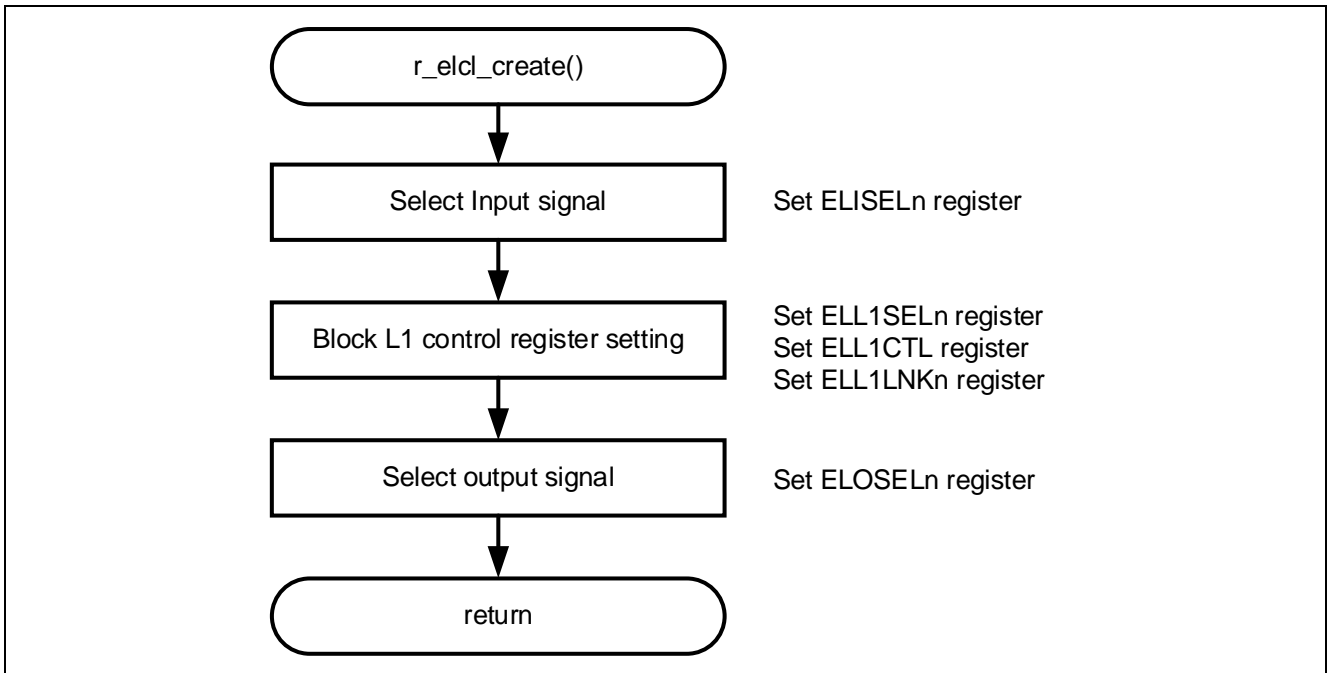 r_elcl_create()
Select Input signal
Set ELISELn register
Block L1 control register setting
Set ELL1SELn register
Set ELL1CTL register
Set ELL1LNKn register
Select output signal
Set ELOSELn register
return